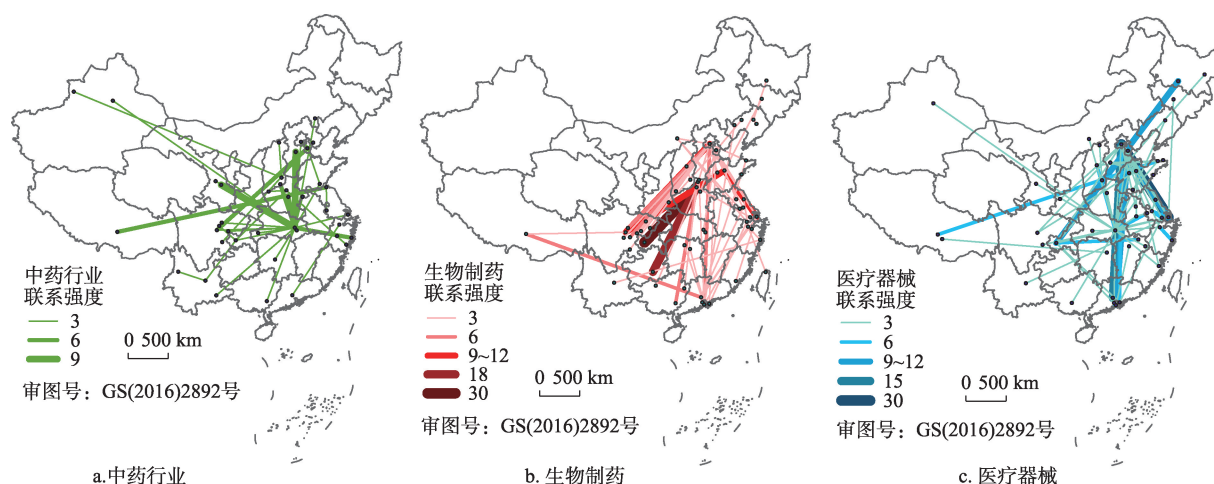 中药行业
联系强度
3
6
9
0 500 km
审图号：GS(2016)2892号
a.中药行业
生物制药
联系强度
3
6
9~12
18
30
0 500 km
审图号：GS(2016)2892号
b. 生物制药
医疗器械
联系强度
3
6
9~12
15
30
0 500 km
审图号：GS(2016)2892号
c. 医疗器械